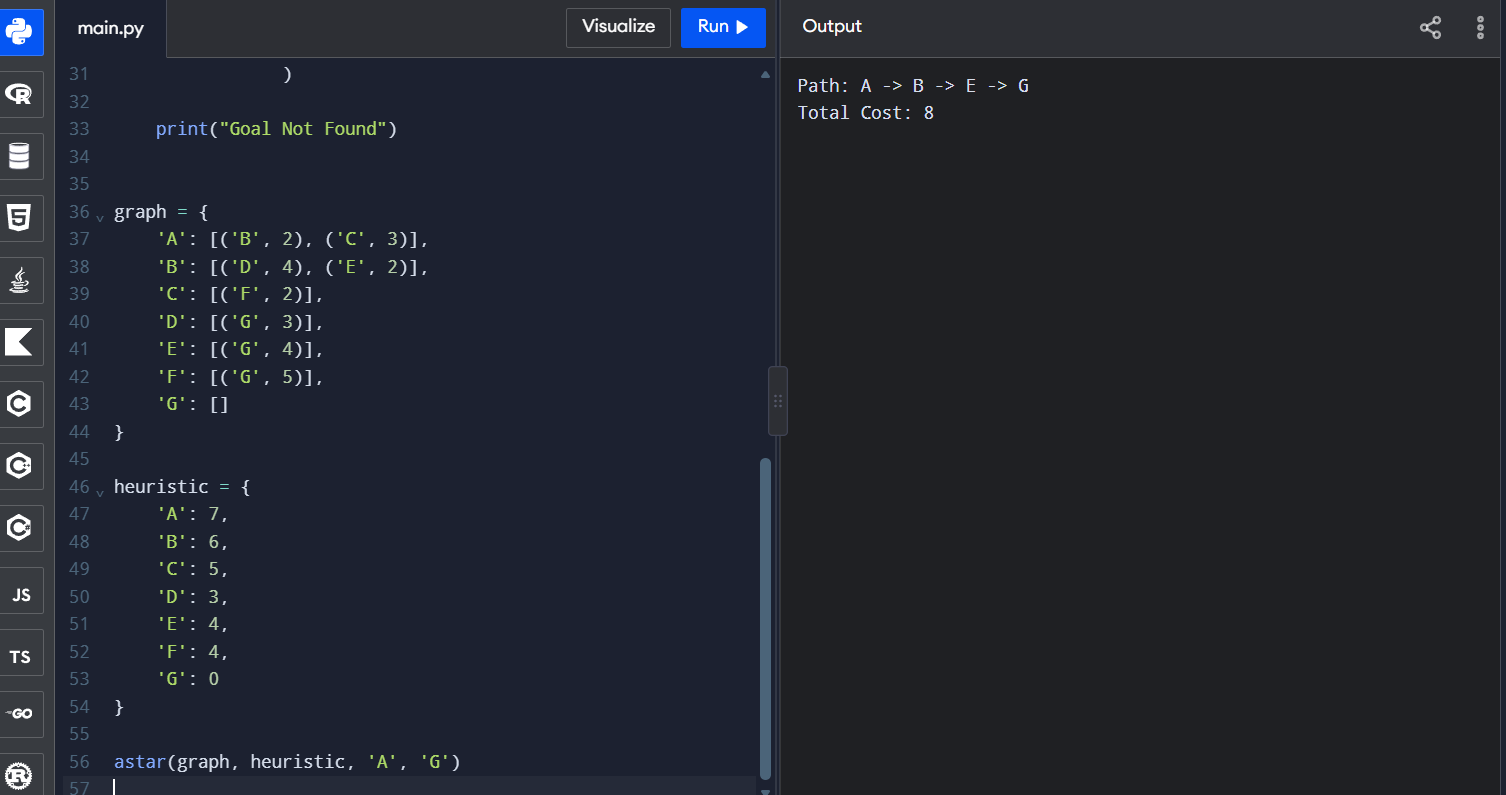 main.py
Visualize
Run
Output
31 )
32
33     print("Goal Not Found")
34
35
36 graph = {
37     'A': [('B', 2), ('C', 3)],
38     'B': [('D', 4), ('E', 2)],
39     'C': [('F', 2)],
40     'D': [('G', 3)],
41     'E': [('G', 4)],
42     'F': [('G', 5)],
43     'G': []
44 }
45
46 heuristic = {
47     'A': 7,
48     'B': 6,
49     'C': 5,
50     'D': 3,
51     'E': 4,
52     'F': 4,
53     'G': 0
54 }
55
56 astar(graph, heuristic, 'A', 'G')
57
Path: A -> B -> E -> G
Total Cost: 8
R
5
C
C++
C#
JS
TS
GO
R